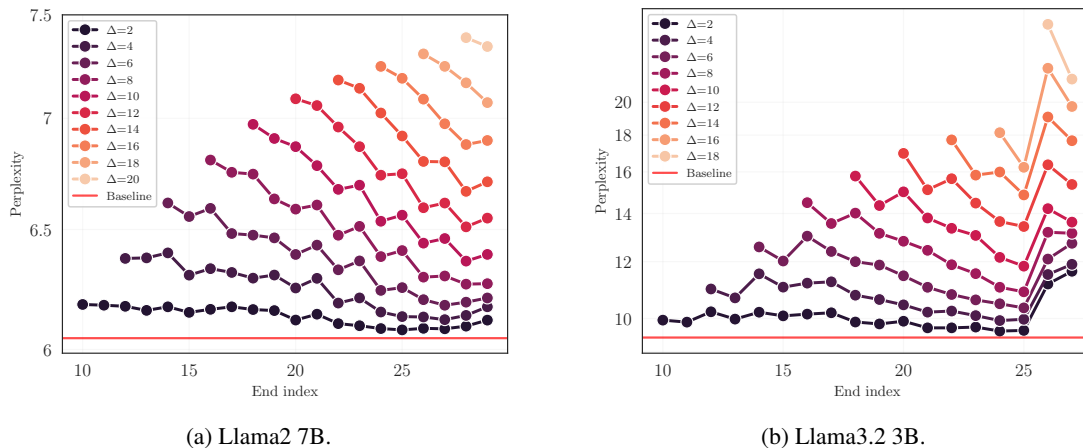 7.5
7
6.5
6
Perplexity
Δ=2
Δ=4
Δ=6
Δ=8
Δ=10
Δ=12
Δ=14
Δ=16
Δ=18
Δ=20
Baseline
10
15
20
25
End index
(a) Llama2 7B.
20
18
16
14
12
10
Perplexity
Δ=2
Δ=4
Δ=6
Δ=8
Δ=10
Δ=12
Δ=14
Δ=16
Δ=18
Baseline
10
15
20
25
End index
(b) Llama3.2 3B.